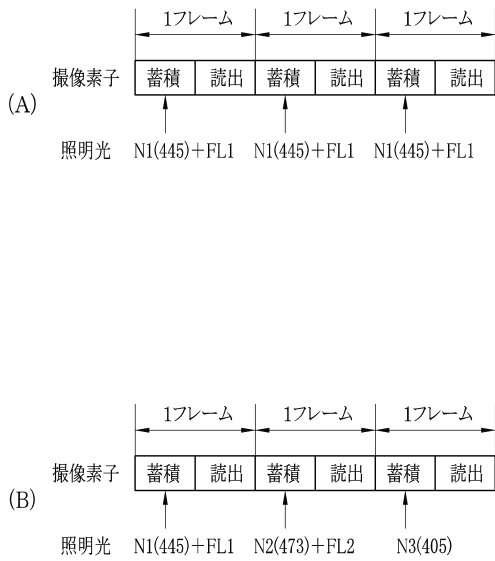 1フレーム 1フレーム 1フレーム
撮像素子 蓄積 読出 蓄積 読出 蓄積 読出
(A)
照明光 N1(445)+FL1 N1(445)+FL1 N1(445)+FL1
1フレーム 1フレーム 1フレーム
撮像素子 蓄積 読出 蓄積 読出 蓄積 読出
(B)
照明光 N1(445)+FL1 N2(473)+FL2 N3(405)